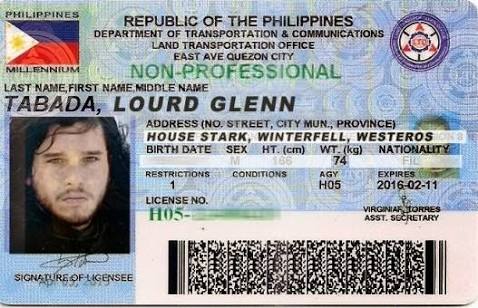 PHILIPPINES
MILLENNIUM
REPUBLIC OF THE PHILIPPINES
DEPARTMENT OF TRANSPORTATION & COMMUNICATIONS
LAND TRANSPORTATION OFFICE
EAST AVE QUEZON CITY
LTO
NON-PROFESSIONAL
LAST NAME,FIRST NAME,MIDDLE NAME
TABADA, LOURD GLENN
ADDRESS (NO. STREET, CITY MUN., PROVINCE)
HOUSE STARK, WINTERFELL, WESTEROS
BIRTH DATE SEX HT. (cm) WT. (kg) NATIONALITY
M 166 74 FIL
RESTRICTIONS CONDITIONS AGY EXPIRES
1 H05 2016-02-11
LICENSE NO.
H05-
VIRGINIA TORRES
ASST. SECRETARY
SIGNATURE OF LICENSEE